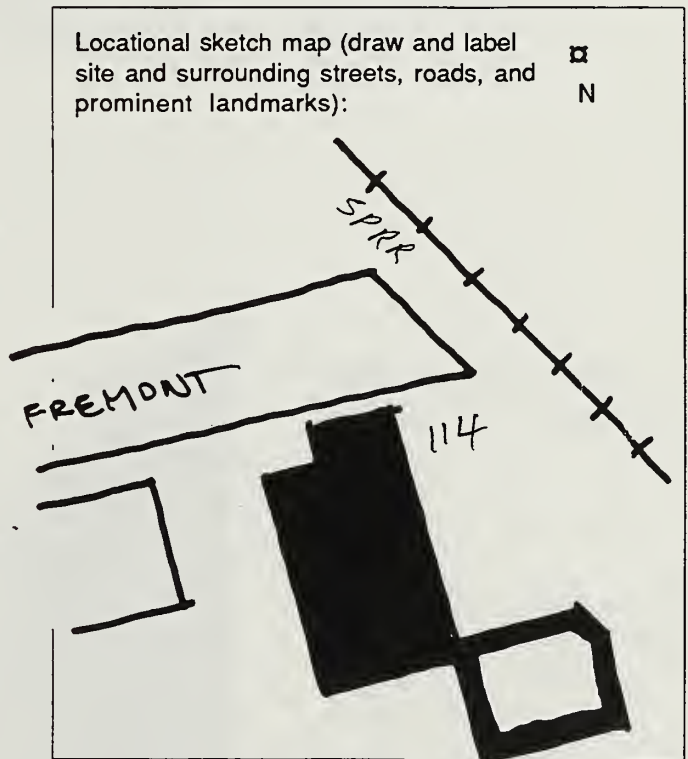 Locational sketch map (draw and label
site and surrounding streets, roads, and
prominent landmarks):
¤
N
SPRR
FREMONT
114